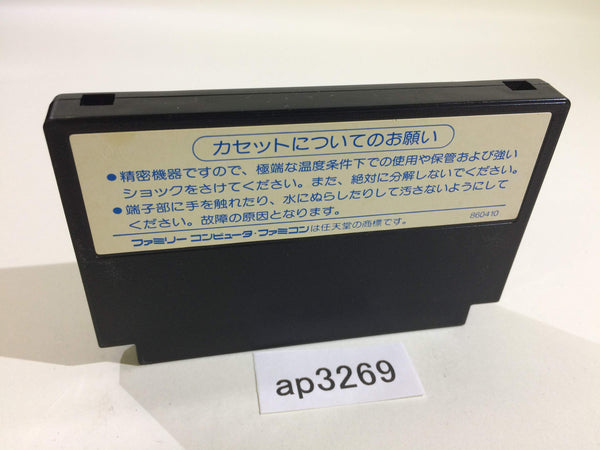 カセットについてのお願い
●精密機器ですので、極端な温度条件下での使用や保管および強い
ショックをさけてください。また、絶対に分解しないでください。
●端子部に手を触れたり、水にぬらしたりして汚さないようにして
ください。故障の原因となります。
860410
ファミリー コンピュータ・ファミコンは任天堂の商標です。
ap3269